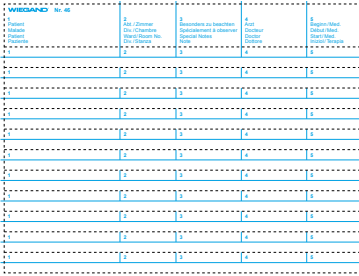 WIEGAND Nr. 45
1 2 3 4 5
Patient Abt. / Zimmer Besonders zu beachten Arzt Beginn / Med.
Malade Div. / Chambre Spécialement à observer Docteur Début / Med.
Patient Ward / Room No. Special Notes Doctor Start / Med.
Paziente Div. / Stanza Note Dottore Inizio / Terapia
1 2 3 4 5
1 2 3 4 5
1 2 3 4 5
1 2 3 4 5
1 2 3 4 5
1 2 3 4 5
1 2 3 4 5
1 2 3 4 5
1 2 3 4 5
1 2 3 4 5
1 2 3 4 5